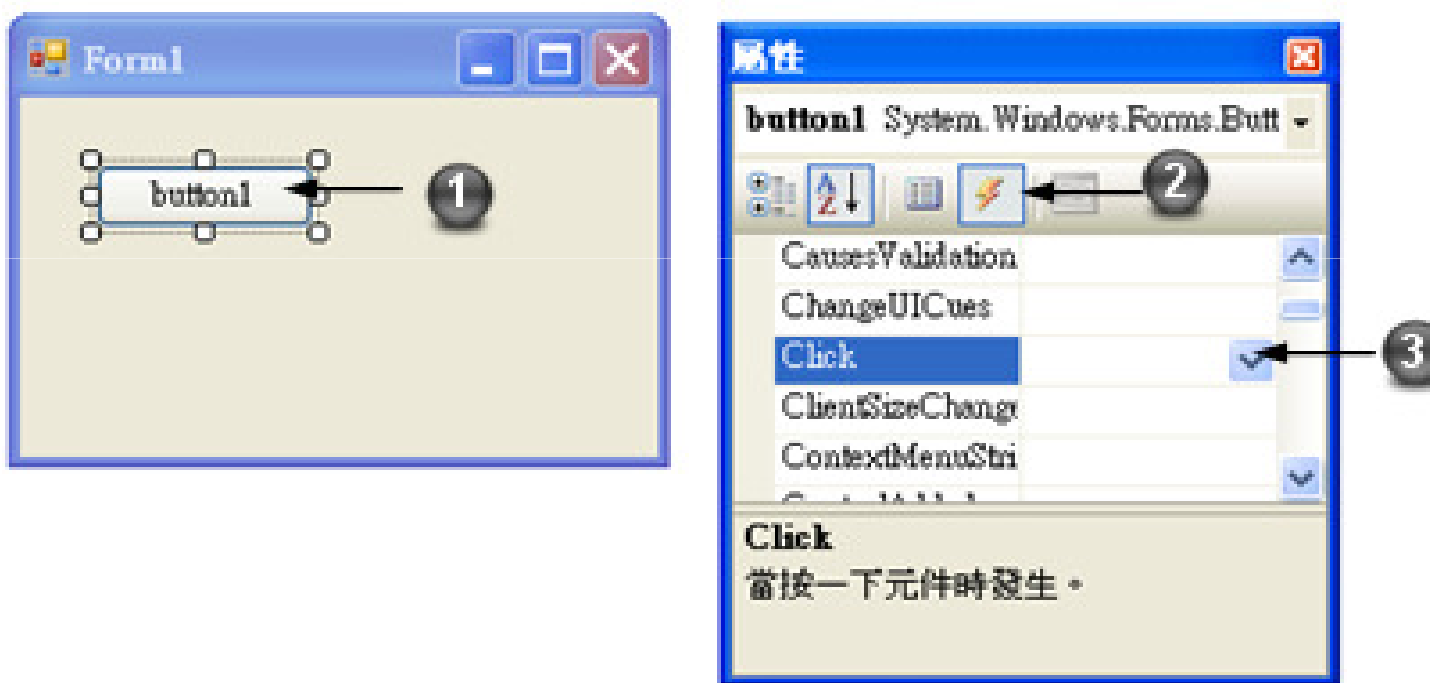 Form1
button1
1
屬性
button1 System.Windows.Forms.Butt
2
CausesValidation
ChangeUICues
Click
3
ClientSizeChange
ContextMenuStri
Click
當按一下元件時發生。